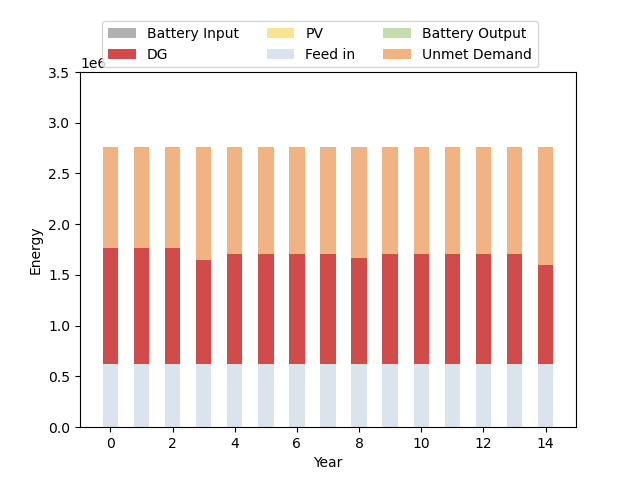 Battery Input PV Battery Output
DG Feed in Unmet Demand
1e6
3.5
3.0
2.5
2.0
1.5
1.0
0.5
0.0
Energy
0 2 4 6 8 10 12 14
Year